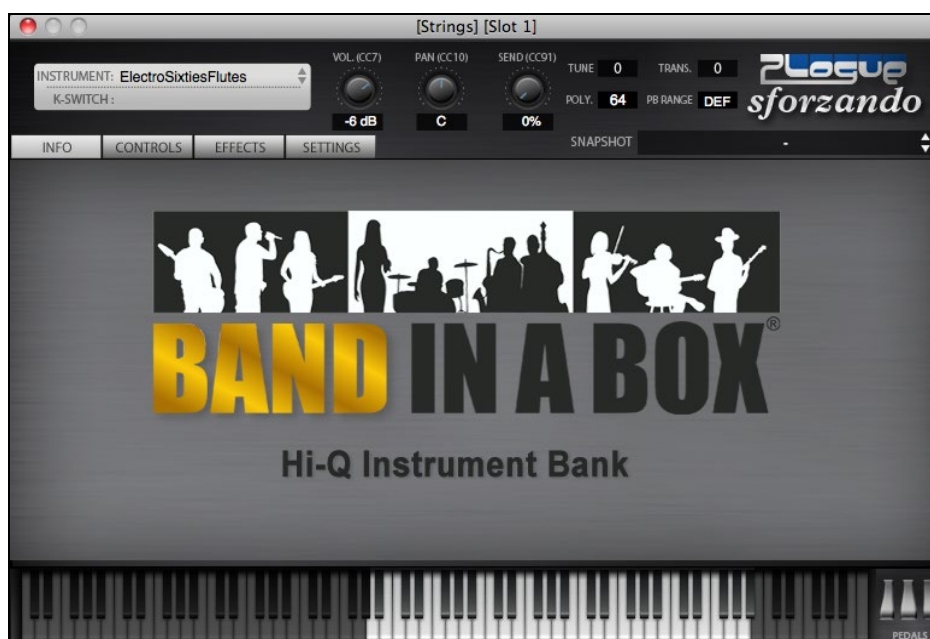 [Strings] [Slot 1]
INSTRUMENT: ElectroSixtiesFlutes
K-SWITCH :
VOL. (CC7)
-6 dB
PAN (CC10)
C
SEND (CC91)
0%
TUNE 0 TRANS. 0
POLY. 64 PB RANGE DEF
Plogue
sforzando
INFO CONTROLS EFFECTS SETTINGS
SNAPSHOT -
BAND IN A BOX®
Hi-Q Instrument Bank
PEDALS